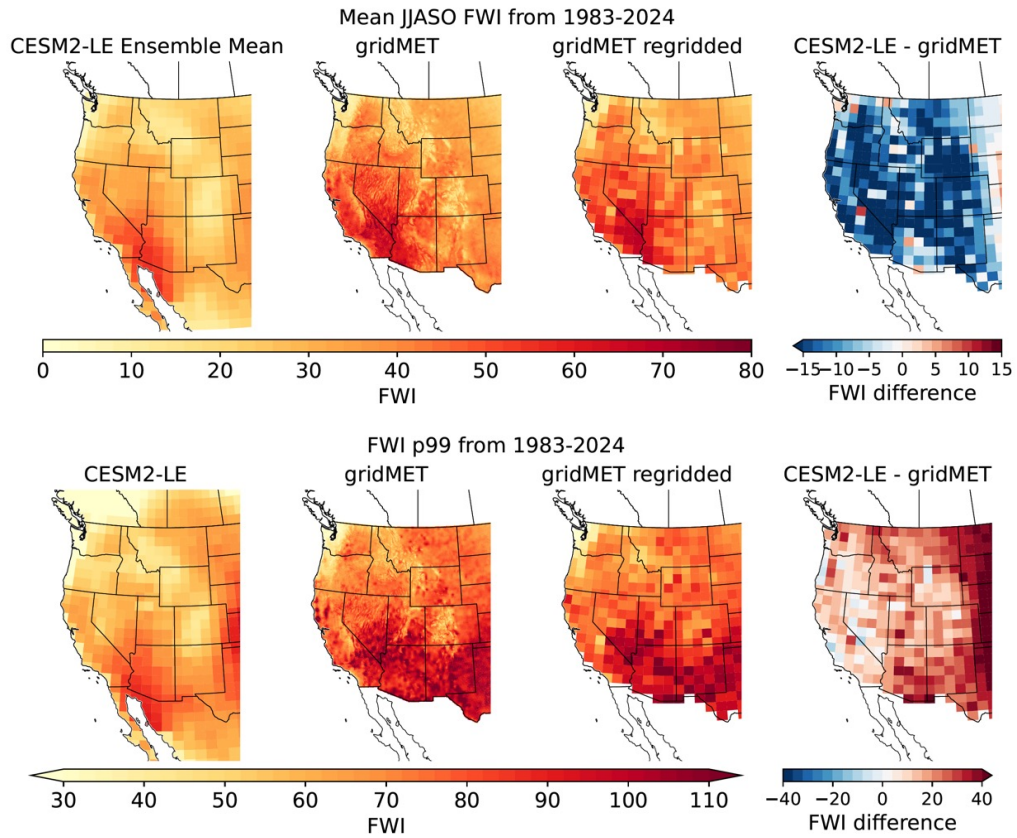 Mean JJASO FWI from 1983-2024
CESM2-LE Ensemble Mean
gridMET
gridMET regridded
CESM2-LE - gridMET
0 10 20 30 40 50 60 70 80
FWI
−15 −10 −5 0 5 10 15
FWI difference
FWI p99 from 1983-2024
CESM2-LE
gridMET
gridMET regridded
CESM2-LE - gridMET
30 40 50 60 70 80 90 100 110
FWI
−40 −20 0 20 40
FWI difference